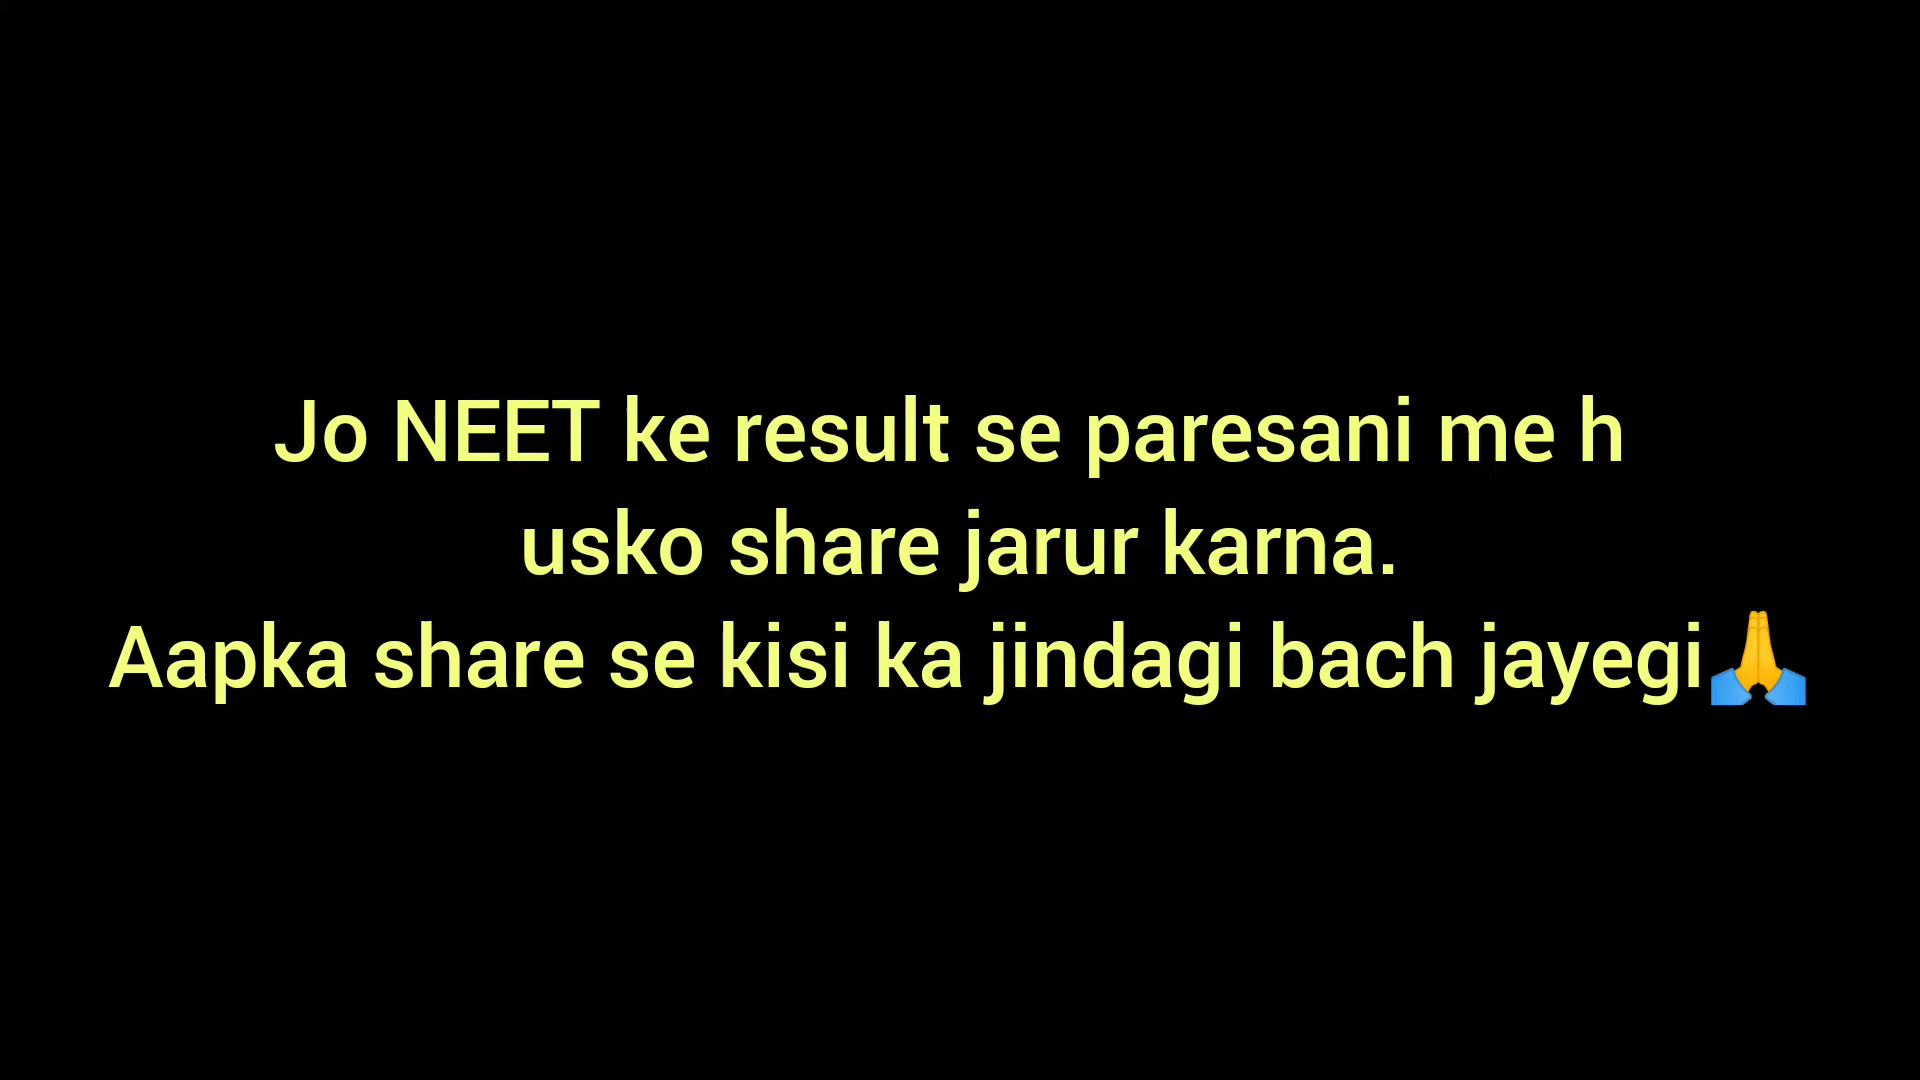 Jo NEET ke result se paresani me h
usko share jarur karna.
Aapka share se kisi ka jindagi bach jayegi🙏